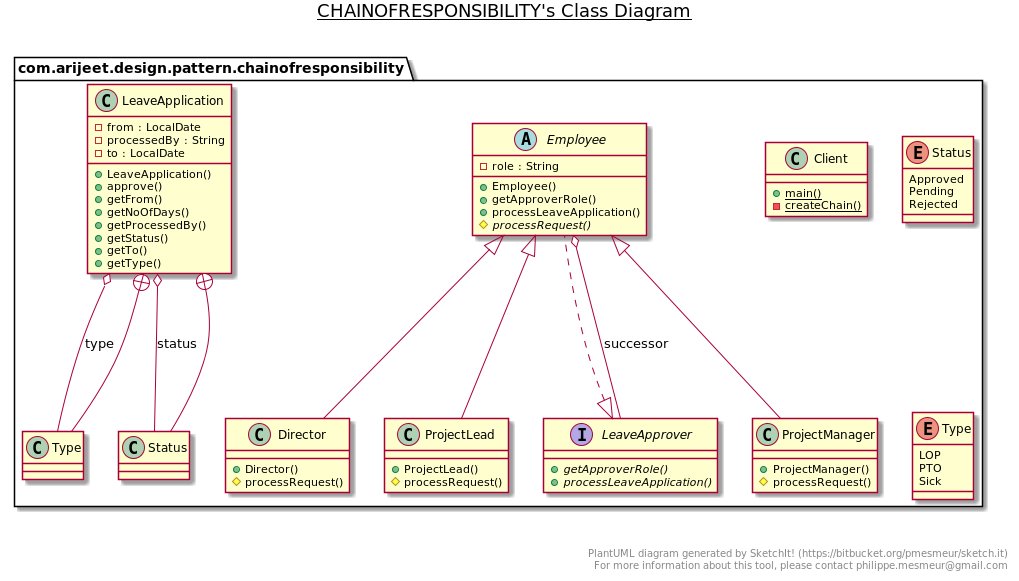 CHAINOFRESPONSIBILITY's Class Diagram
com.arijeet.design.pattern.chainofresponsibility
C LeaveApplication
from : LocalDate
processedBy : String
to : LocalDate
LeaveApplication()
approve()
getFrom()
getNoOfDays()
getProcessedBy()
getStatus()
getTo()
getType()
A Employee
role : String
Employee()
getApproverRole()
processLeaveApplication()
processRequest()
C Client
main()
createChain()
E Status
Approved
Pending
Rejected
type
status
successor
C Type
C Status
C Director
Director()
processRequest()
C ProjectLead
ProjectLead()
processRequest()
I LeaveApprover
getApproverRole()
processLeaveApplication()
C ProjectManager
ProjectManager()
processRequest()
E Type
LOP
PTO
Sick
PlantUML diagram generated by SketchIt! (https://bitbucket.org/pmesmeur/sketch.it)
For more information about this tool, please contact philippe.mesmeur@gmail.com